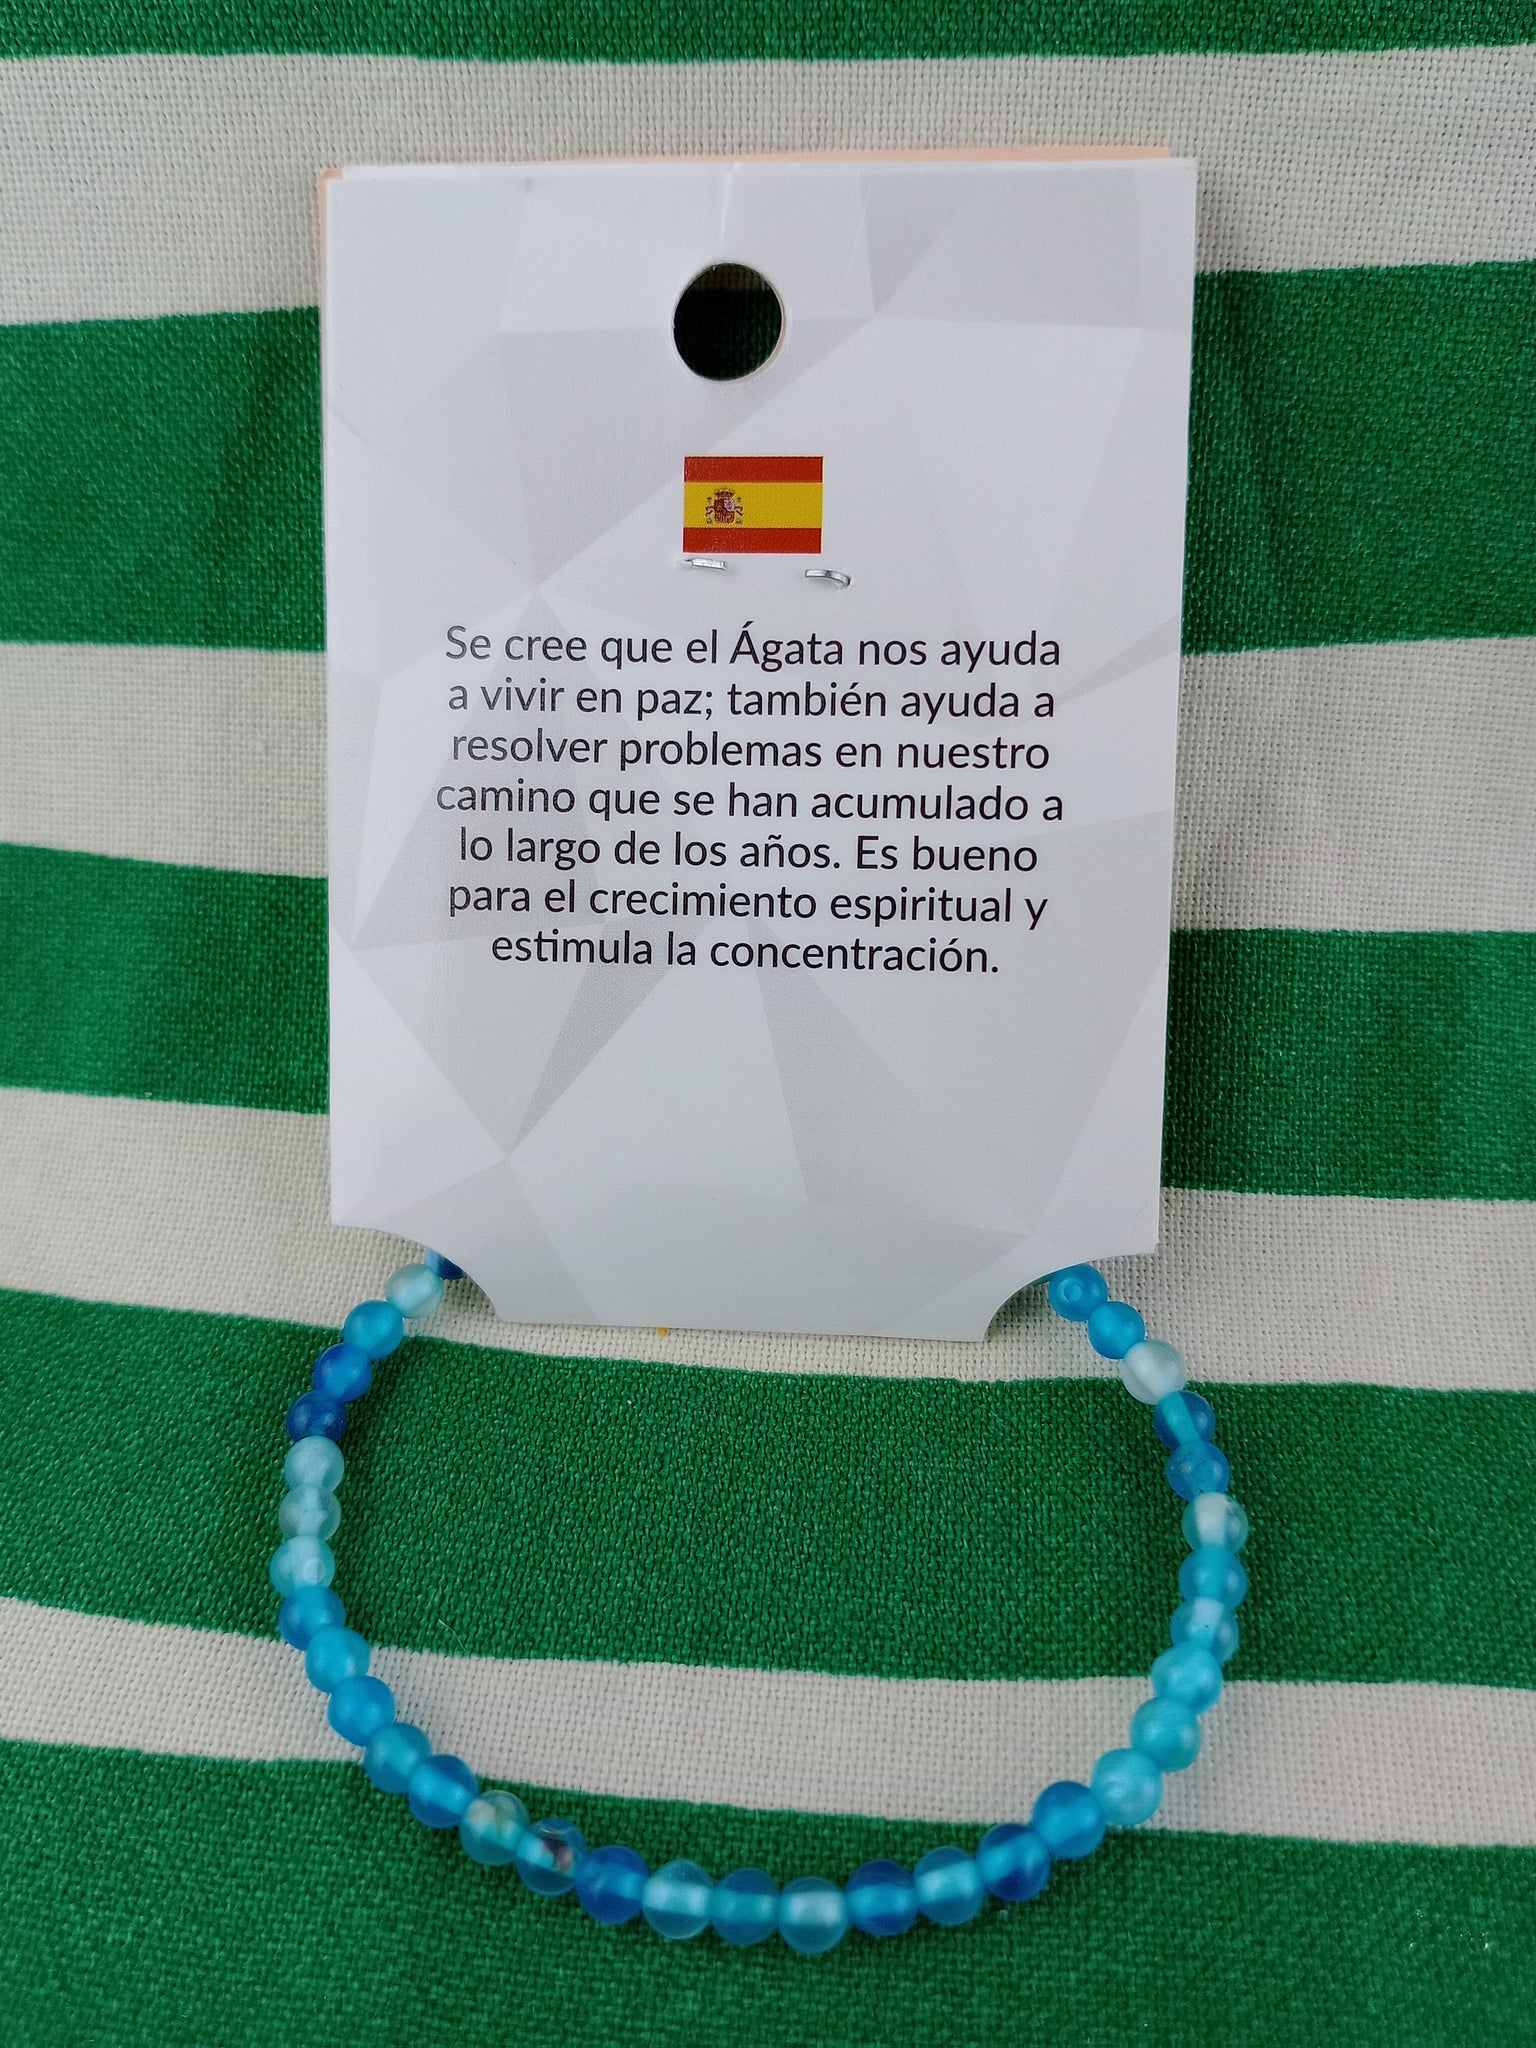 Se cree que el Ágata nos ayuda
a vivir en paz; también ayuda a
resolver problemas en nuestro
camino que se han acumulado a
lo largo de los años. Es bueno
para el crecimiento espiritual y
estimula la concentración.